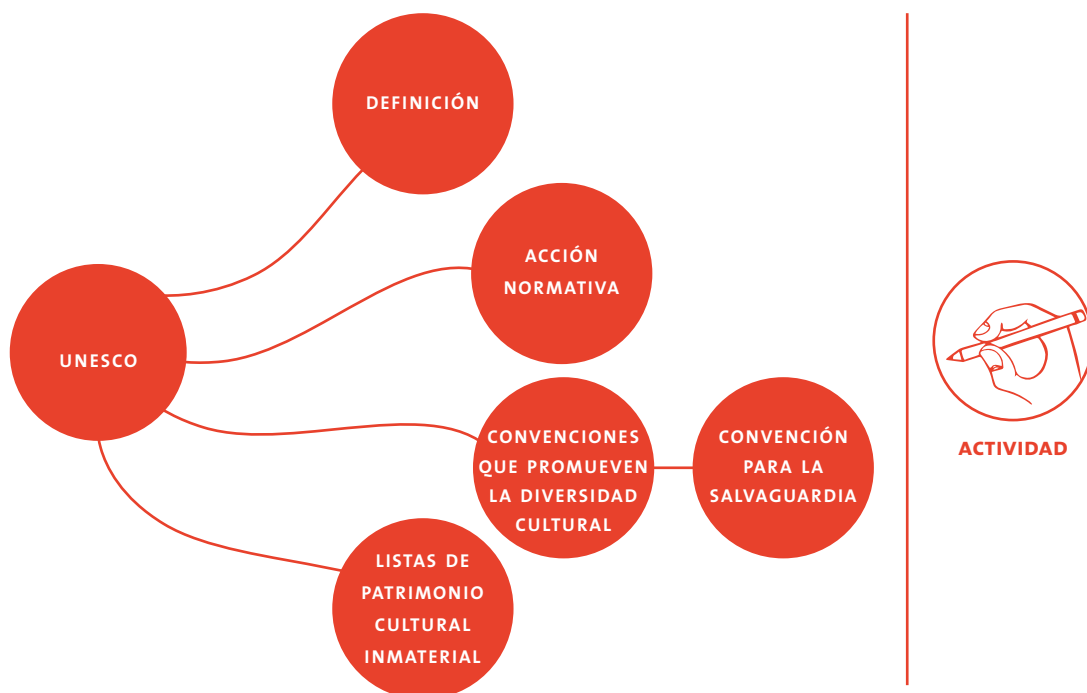 DEFINICIÓN
ACCIÓN
NORMATIVA
UNESCO
CONVENCIONES
QUE PROMUEVEN
LA DIVERSIDAD
CULTURAL
CONVENCIÓN
PARA LA
SALVAGUARDIA
LISTAS DE
PATRIMONIO
CULTURAL
INMATERIAL
ACTIVIDAD